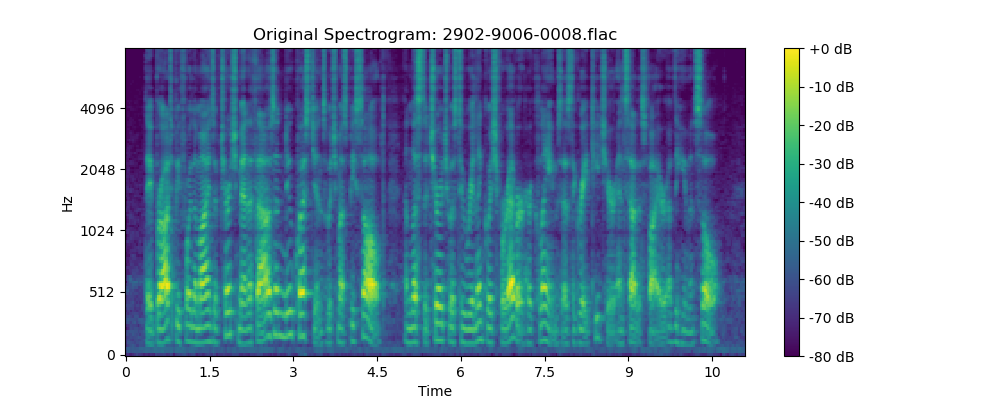 Original Spectrogram: 2902-9006-0008.flac
Hz
4096
2048
1024
512
0
0
1.5
3
4.5
6
7.5
9
10
Time
+0 dB
-10 dB
-20 dB
-30 dB
-40 dB
-50 dB
-60 dB
-70 dB
-80 dB